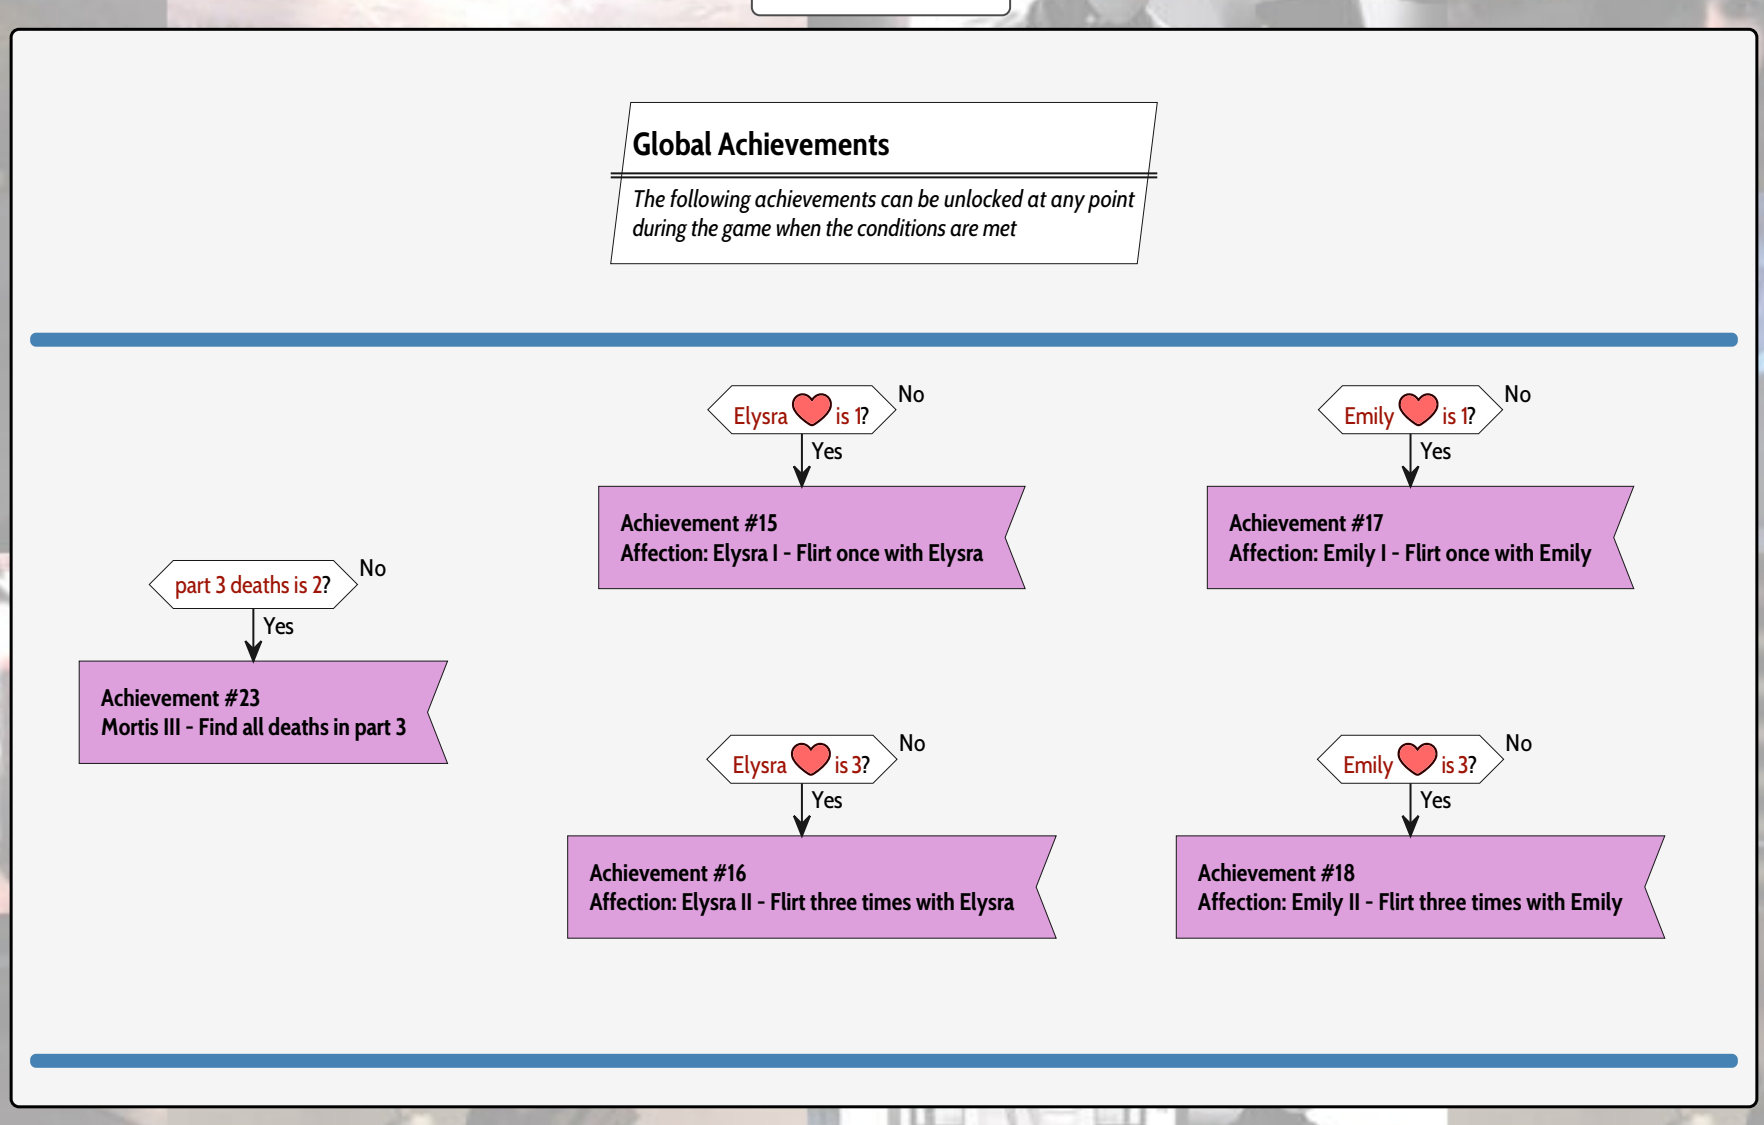 Global Achievements
The following achievements can be unlocked at any point
during the game when the conditions are met
part 3 deaths is 2?
No
Yes
Achievement #23
Mortis III - Find all deaths in part 3
Elysra is 1?
No
Yes
Achievement #15
Affection: Elysra I - Flirt once with Elysra
Elysra is 3?
No
Yes
Achievement #16
Affection: Elysra II - Flirt three times with Elysra
Emily is 1?
No
Yes
Achievement #17
Affection: Emily I - Flirt once with Emily
Emily is 3?
No
Yes
Achievement #18
Affection: Emily II - Flirt three times with Emily